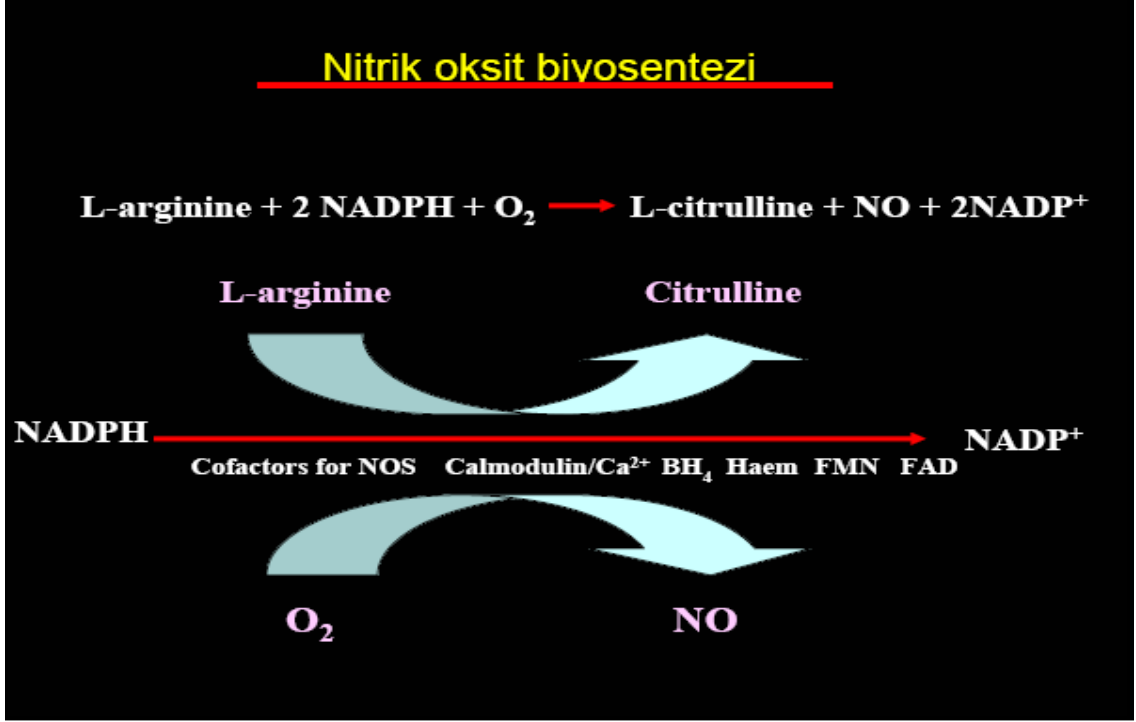 Nitrik oksit biyosentezi
L-arginine + 2 NADPH + O₂ → L-citrulline + NO + 2NADP⁺
L-arginine Citrulline
NADPH NADP⁺
Cofactors for NOS Calmodulin/Ca²⁺ BH₄ Haem FMN FAD
O₂ NO